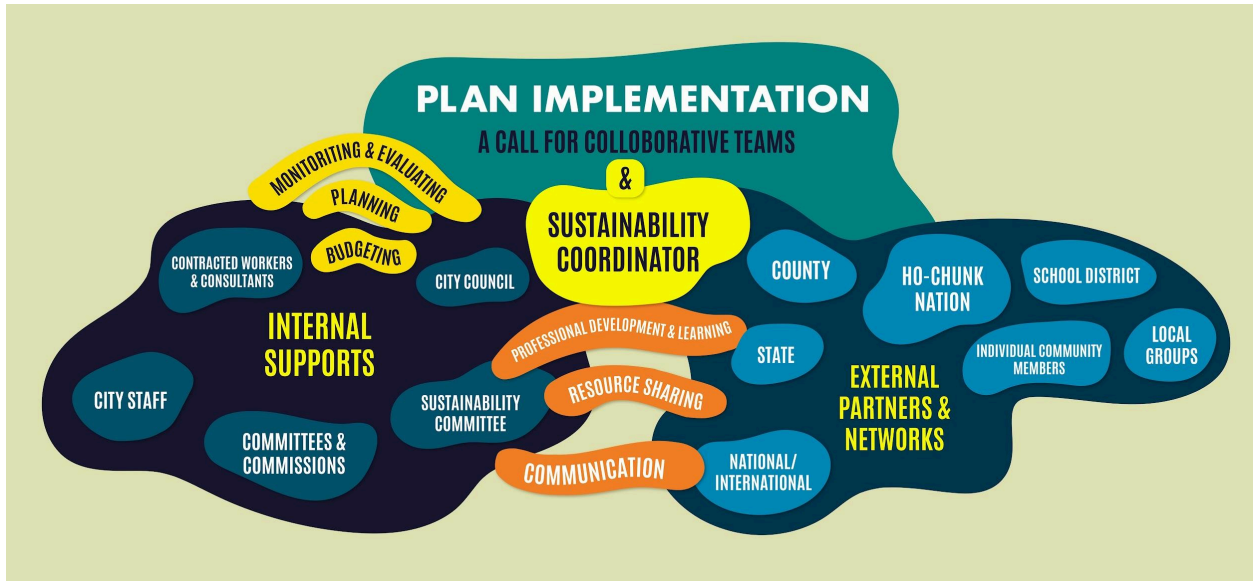 PLAN IMPLEMENTATION
A CALL FOR COLLOBORATIVE TEAMS
&
SUSTAINABILITY
COORDINATOR
MONITORITING & EVALUATING
PLANNING
BUDGETING
CONTRACTED WORKERS
& CONSULTANTS
CITY COUNCIL
INTERNAL
SUPPORTS
CITY STAFF
COMMITTEES &
COMMISSIONS
SUSTAINABILITY
COMMITTEE
PROFESSIONAL DEVELOPMENT & LEARNING
RESOURCE SHARING
COMMUNICATION
COUNTY
HO-CHUNK
NATION
SCHOOL DISTRICT
STATE
INDIVIDUAL COMMUNITY
MEMBERS
LOCAL
GROUPS
EXTERNAL
PARTNERS &
NETWORKS
NATIONAL/
INTERNATIONAL